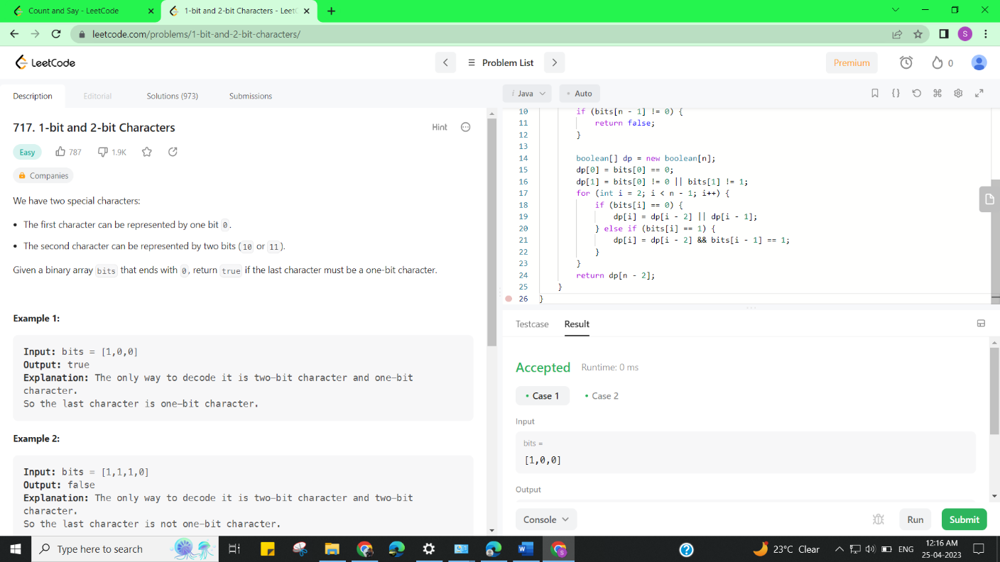 Count and Say - LeetCode
1-bit and 2-bit Characters - LeetC
leetcode.com/problems/1-bit-and-2-bit-characters/
S
LeetCode
Problem List
Premium
0
Description
Editorial
Solutions (973)
Submissions
i Java
Auto
717. 1-bit and 2-bit Characters
Hint
Easy
787
1.9K
Companies
We have two special characters:
• The first character can be represented by one bit 0.
• The second character can be represented by two bits (10 or 11).
Given a binary array bits that ends with 0, return true if the last character must be a one-bit character.
Example 1:
Input: bits = [1,0,0]
Output: true
Explanation: The only way to decode it is two-bit character and one-bit
character.
So the last character is one-bit character.
Example 2:
Input: bits = [1,1,1,0]
Output: false
Explanation: The only way to decode it is two-bit character and two-bit
character.
So the last character is not one-bit character.
10 if (bits[n - 1] != 0) {
11 return false;
12 }
13
14 boolean[] dp = new boolean[n];
15 dp[0] = bits[0] == 0;
16 dp[1] = bits[0] != 0 || bits[1] != 1;
17 for (int i = 2; i < n - 1; i++) {
18 if (bits[i] == 0) {
19 dp[i] = dp[i - 2] || dp[i - 1];
20 } else if (bits[i] == 1) {
21 dp[i] = dp[i - 2] && bits[i - 1] == 1;
22 }
23 }
24 return dp[n - 2];
25 }
26 }
Testcase
Result
Accepted
Runtime: 0 ms
• Case 1
• Case 2
Input
bits =
[1,0,0]
Output
Console
Run
Submit
Type here to search
23°C Clear
ENG
12:16 AM
25-04-2023